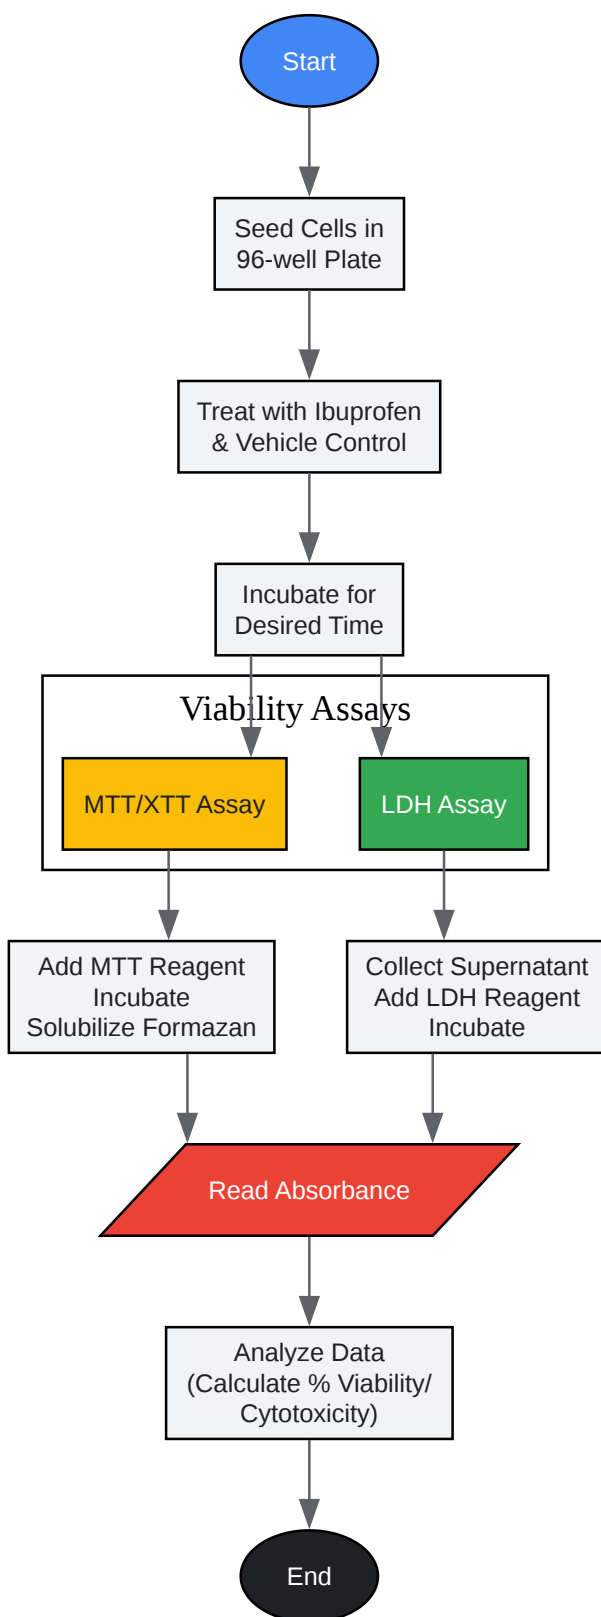 Start
Seed Cells in
96-well Plate
Treat with Ibuprofen
& Vehicle Control
Incubate for
Desired Time
Viability Assays
MTT/XTT Assay
LDH Assay
Add MTT Reagent
Incubate
Solubilize Formazan
Collect Supernatant
Add LDH Reagent
Incubate
Read Absorbance
Analyze Data
(Calculate % Viability/
Cytotoxicity)
End